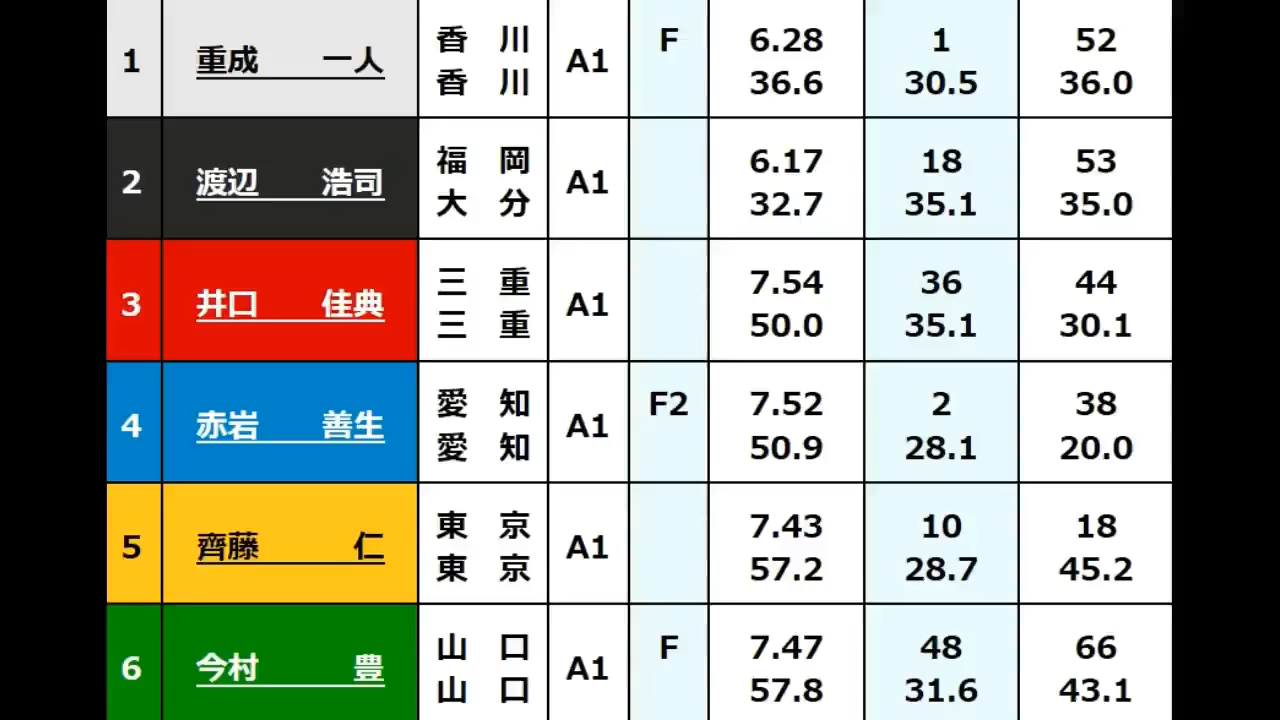 1 重成 一人 香 川 A1 F 6.28 1 52
香 川 36.6 30.5 36.0
2 渡辺 浩司 福 岡 A1 6.17 18 53
大 分 32.7 35.1 35.0
3 井口 佳典 三 重 A1 7.54 36 44
三 重 50.0 35.1 30.1
4 赤岩 善生 愛 知 A1 F2 7.52 2 38
愛 知 50.9 28.1 20.0
5 齊藤 仁 東 京 A1 7.43 10 18
東 京 57.2 28.7 45.2
6 今村 豊 山 口 A1 F 7.47 48 66
山 口 57.8 31.6 43.1